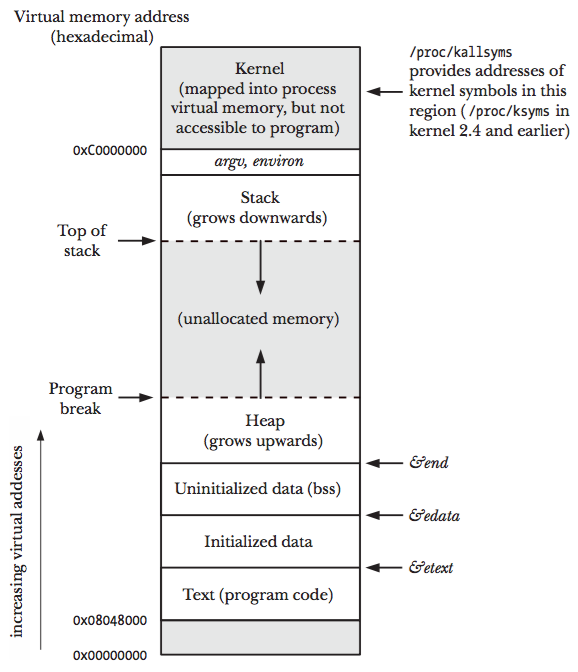 Virtual memory address
(hexadecimal)
/proc/kallsyms
provides addresses of
kernel symbols in this
region (/proc/ksyms in
kernel 2.4 and earlier)
Kernel
(mapped into process
virtual memory, but not
accessible to program)
0xC0000000
argv, environ
Stack
(grows downwards)
Top of
stack
(unallocated memory)
Program
break
Heap
(grows upwards)
&end
Uninitialized data (bss)
&edata
Initialized data
&etext
Text (program code)
0x08048000
0x00000000
increasing virtual addesses